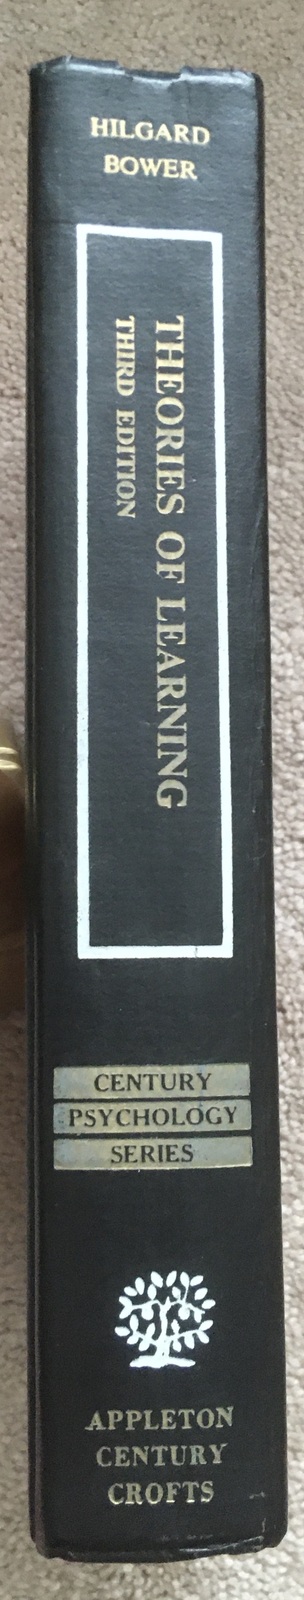 HILGARD
BOWER
THEORIES OF LEARNING
THIRD EDITION
CENTURY
PSYCHOLOGY
SERIES
APPLETON
CENTURY
CROFTS